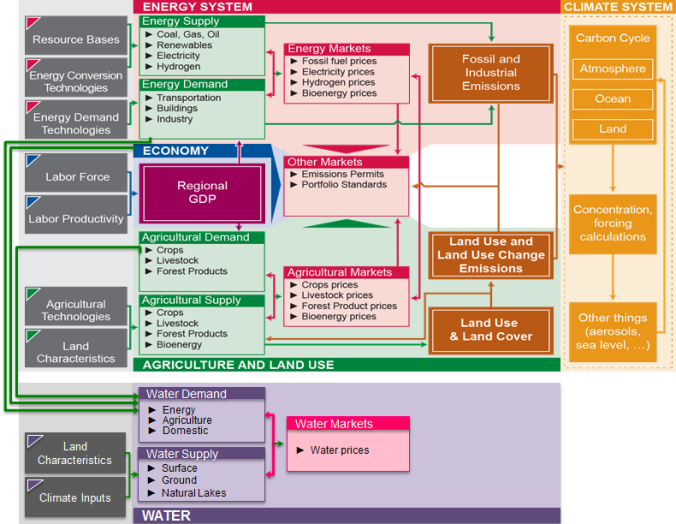 ENERGY SYSTEM
CLIMATE SYSTEM
Resource Bases
Energy Conversion
Technologies
Energy Demand
Technologies
Energy Supply
► Coal, Gas, Oil
► Renewables
► Electricity
► Hydrogen
Energy Demand
► Transportation
► Buildings
► Industry
Energy Markets
► Fossil fuel prices
► Electricity prices
► Hydrogen prices
► Bioenergy prices
Fossil and
Industrial
Emissions
Carbon Cycle
Atmosphere
Ocean
Land
ECONOMY
Labor Force
Labor Productivity
Regional
GDP
Other Markets
► Emissions Permits
► Portfolio Standards
Concentration,
forcing
calculations
Agricultural Demand
► Crops
► Livestock
► Forest Products
Agricultural Technologies
Land
Characteristics
Agricultural Supply
► Crops
► Livestock
► Forest Products
► Bioenergy
Agricultural Markets
► Crops prices
► Livestock prices
► Forest Product prices
► Bioenergy prices
Land Use and
Land Use Change
Emissions
Land Use
& Land Cover
Other things
(aerosols,
sea level, …)
AGRICULTURE AND LAND USE
Water Demand
► Energy
► Agriculture
► Domestic
Land
Characteristics
Climate Inputs
Water Supply
► Surface
► Ground
► Natural Lakes
Water Markets
► Water prices
WATER